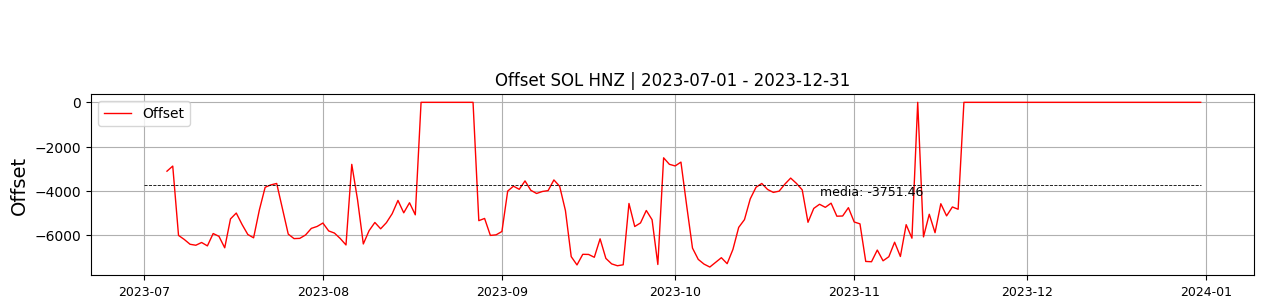 Offset SOL HNZ | 2023-07-01 - 2023-12-31
0
Offset
−2000
−4000
media: -3751.46
−6000
Offset
2023-07 2023-08 2023-09 2023-10 2023-11 2023-12 2024-01